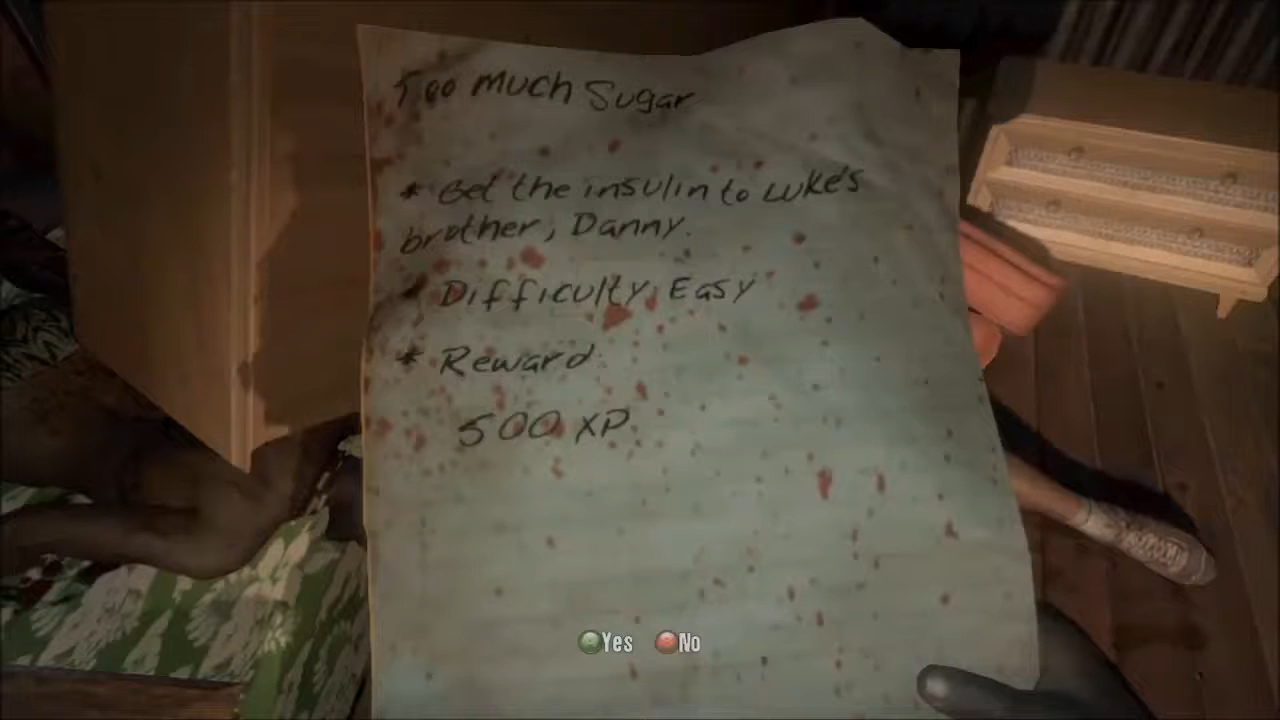 Too Much Sugar
* Get the insulin to Luke's
brother, Danny.
* Difficulty: Easy
* Reward:
500 XP
Yes No